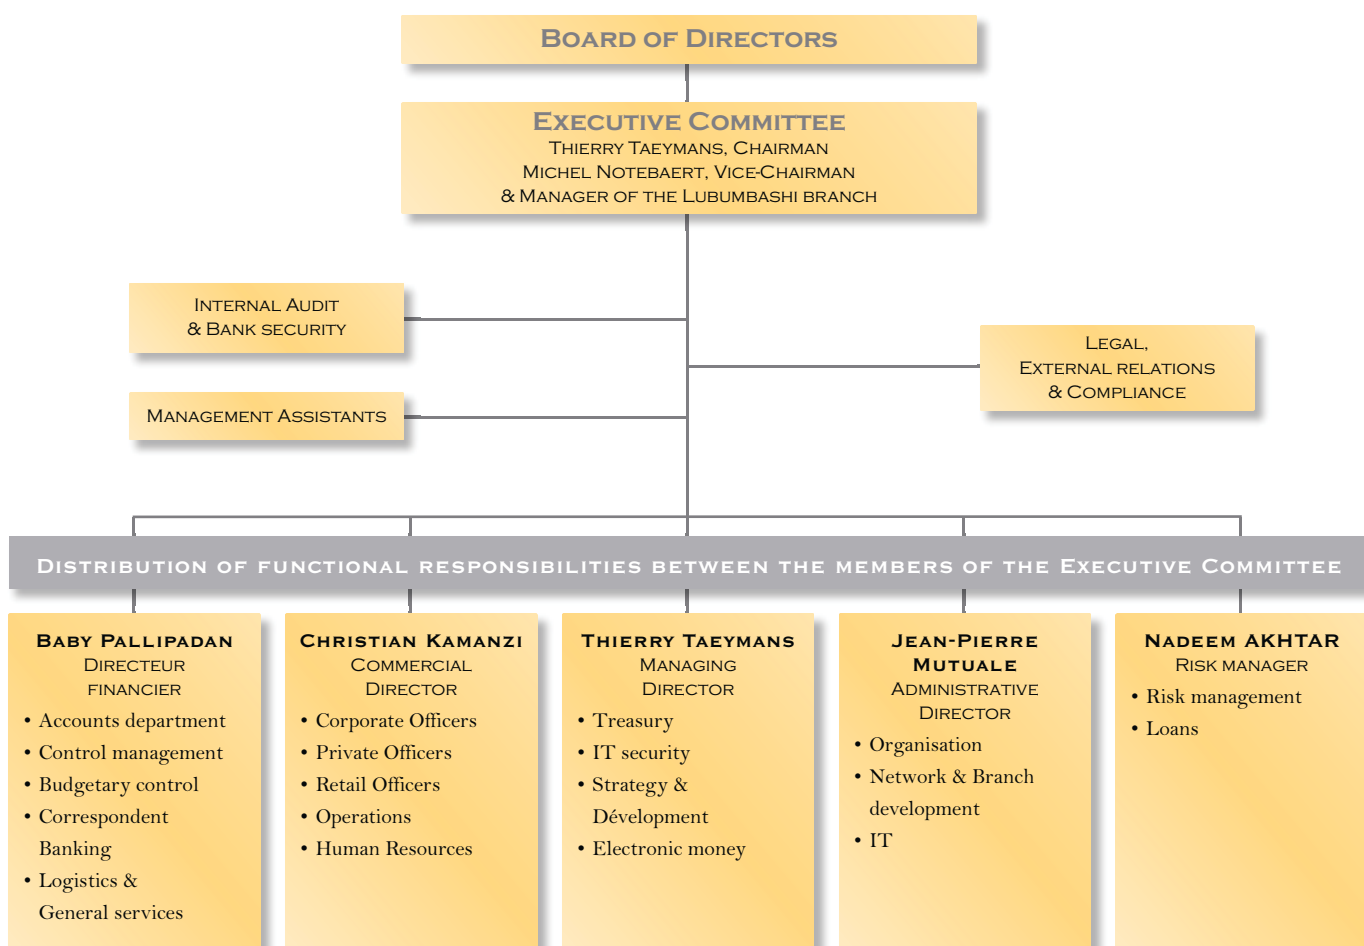 Board of Directors
Executive Committee
Thierry Taeymans, Chairman
Michel Notebaert, Vice-Chairman
& Manager of the Lubumbashi branch
Internal Audit
& Bank security
Legal,
External relations
& Compliance
Management Assistants
Distribution of functional responsibilities between the members of the Executive Committee
Baby Pallipadan
Directeur
financier
• Accounts department
• Control management
• Budgetary control
• Correspondent
Banking
• Logistics &
General services
Christian Kamanzi
Commercial
Director
• Corporate Officers
• Private Officers
• Retail Officers
• Operations
• Human Resources
Thierry Taeymans
Managing
Director
• Treasury
• IT security
• Strategy &
Dévelopment
• Electronic money
Jean-Pierre
Mutuale
Administrative
Director
• Organisation
• Network & Branch
development
• IT
Nadeem AKHTAR
Risk manager
• Risk management
• Loans